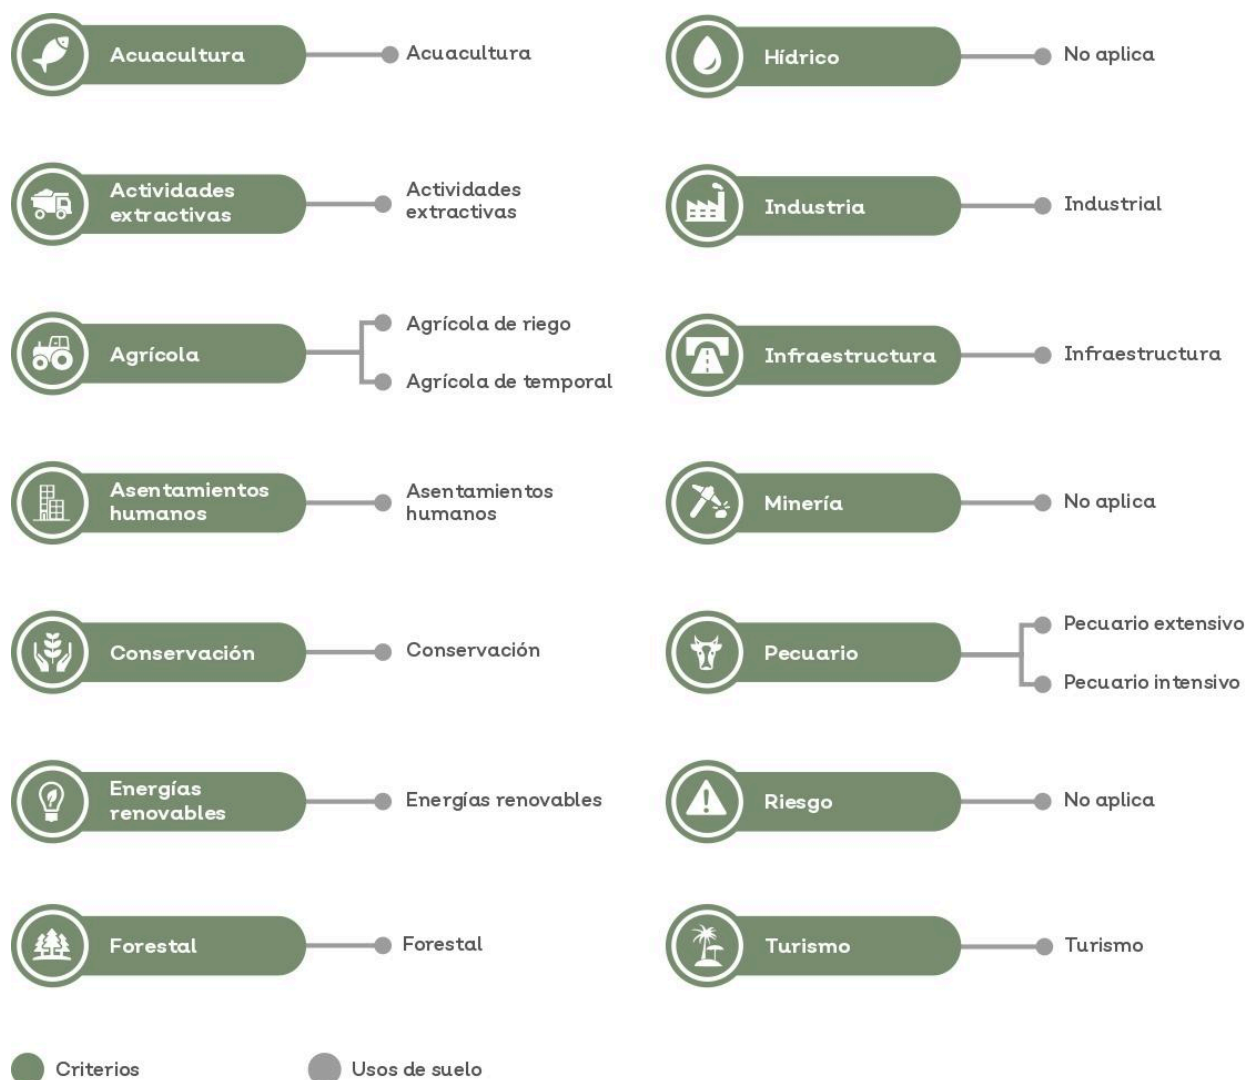 Acuacultura
Acuacultura
Actividades
extractivas
Actividades
extractivas
Agrícola
Agrícola de riego
Agrícola de temporal
Asentamientos
humanos
Asentamientos
humanos
Conservación
Conservación
Energías
renovables
Energías renovables
Forestal
Forestal
Hídrico
No aplica
Industria
Industrial
Infraestructura
Infraestructura
Minería
No aplica
Pecuario
Pecuario extensivo
Pecuario intensivo
Riesgo
No aplica
Turismo
Turismo
Criterios
Usos de suelo